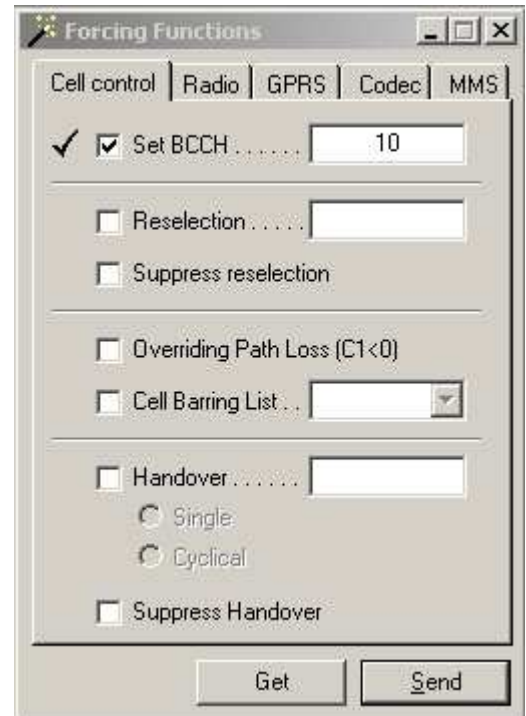 Forcing Functions
Cell control Radio GPRS Codec MMS
Set BCCH . . . . . . 10
Reselection . . . . .
Suppress reselection
Overriding Path Loss (C1<0)
Cell Barring List . .
Handover . . . . . .
Single
Cyclical
Suppress Handover
Get Send